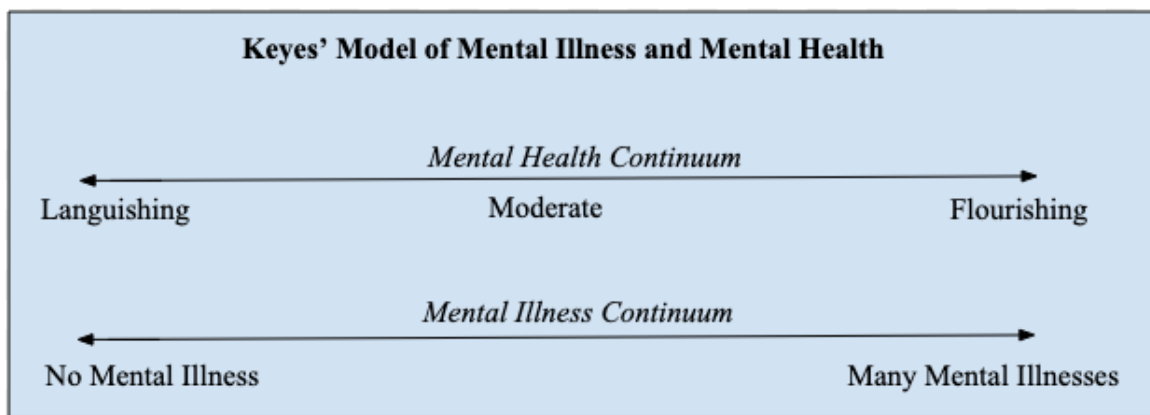 Keyes’ Model of Mental Illness and Mental Health
Mental Health Continuum
Languishing Moderate Flourishing
Mental Illness Continuum
No Mental Illness Many Mental Illnesses